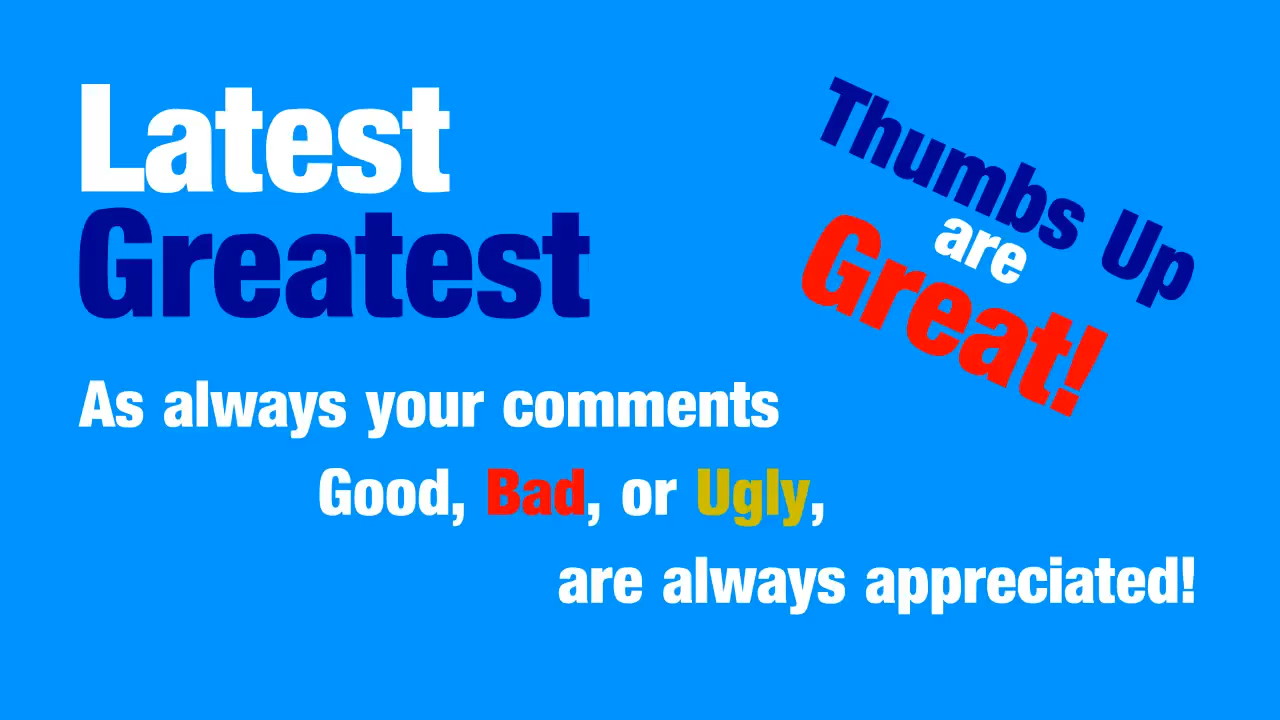 Latest
Greatest
Thumbs Up
are
Great!
As always your comments
Good, Bad, or Ugly,
are always appreciated!